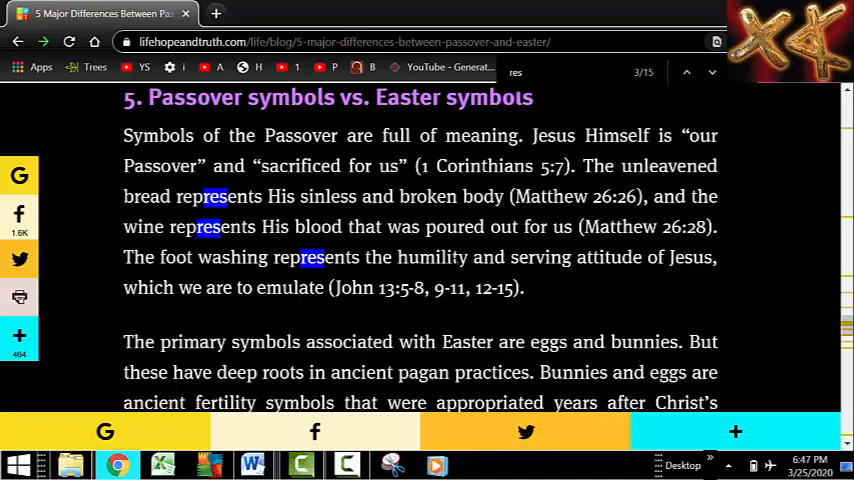 5 Major Differences Between Pas
lifehopeandtruth.com/life/blog/5-major-differences-between-passover-and-easter/
Apps Trees YS i A H 1 P B YouTube - Generat...
res 3/15
5. Passover symbols vs. Easter symbols
Symbols of the Passover are full of meaning. Jesus Himself is “our
Passover” and “sacrificed for us” (1 Corinthians 5:7). The unleavened
bread represents His sinless and broken body (Matthew 26:26), and the
wine represents His blood that was poured out for us (Matthew 26:28).
The foot washing represents the humility and serving attitude of Jesus,
which we are to emulate (John 13:5-8, 9-11, 12-15).
The primary symbols associated with Easter are eggs and bunnies. But
these have deep roots in ancient pagan practices. Bunnies and eggs are
ancient fertility symbols that were appropriated years after Christ’s
1.6K
464
Desktop
6:47 PM
3/25/2020